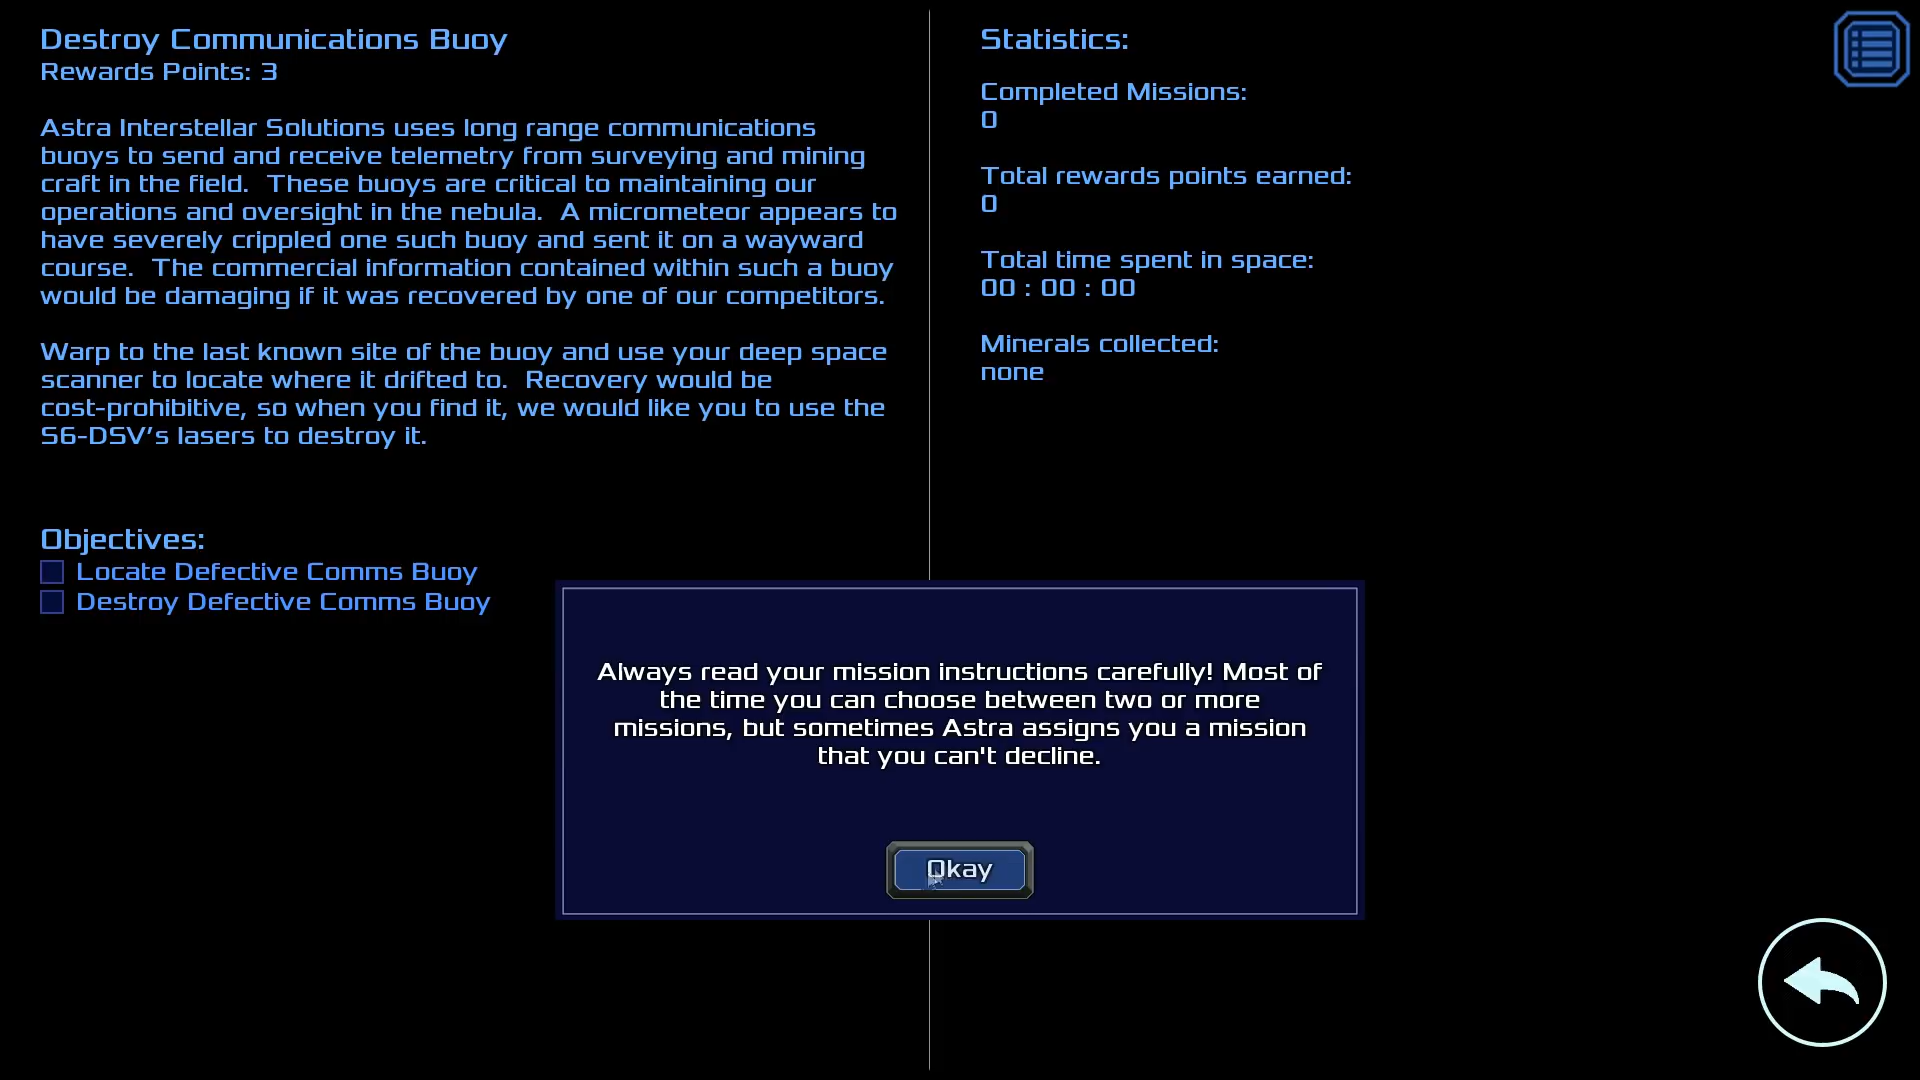 Destroy Communications Buoy
Rewards Points: 3
Astra Interstellar Solutions uses long range communications
buoys to send and receive telemetry from surveying and mining
craft in the field.  These buoys are critical to maintaining our
operations and oversight in the nebula.  A micrometeor appears to
have severely crippled one such buoy and sent it on a wayward
course.  The commercial information contained within such a buoy
would be damaging if it was recovered by one of our competitors.
Warp to the last known site of the buoy and use your deep space
scanner to locate where it drifted to.  Recovery would be
cost-prohibitive, so when you find it, we would like you to use the
S6-DSV's lasers to destroy it.
Objectives:
Locate Defective Comms Buoy
Destroy Defective Comms Buoy
Statistics:
Completed Missions:
0
Total rewards points earned:
0
Total time spent in space:
00 : 00 : 00
Minerals collected:
none
Always read your mission instructions carefully! Most of
the time you can choose between two or more
missions, but sometimes Astra assigns you a mission
that you can't decline.
Okay